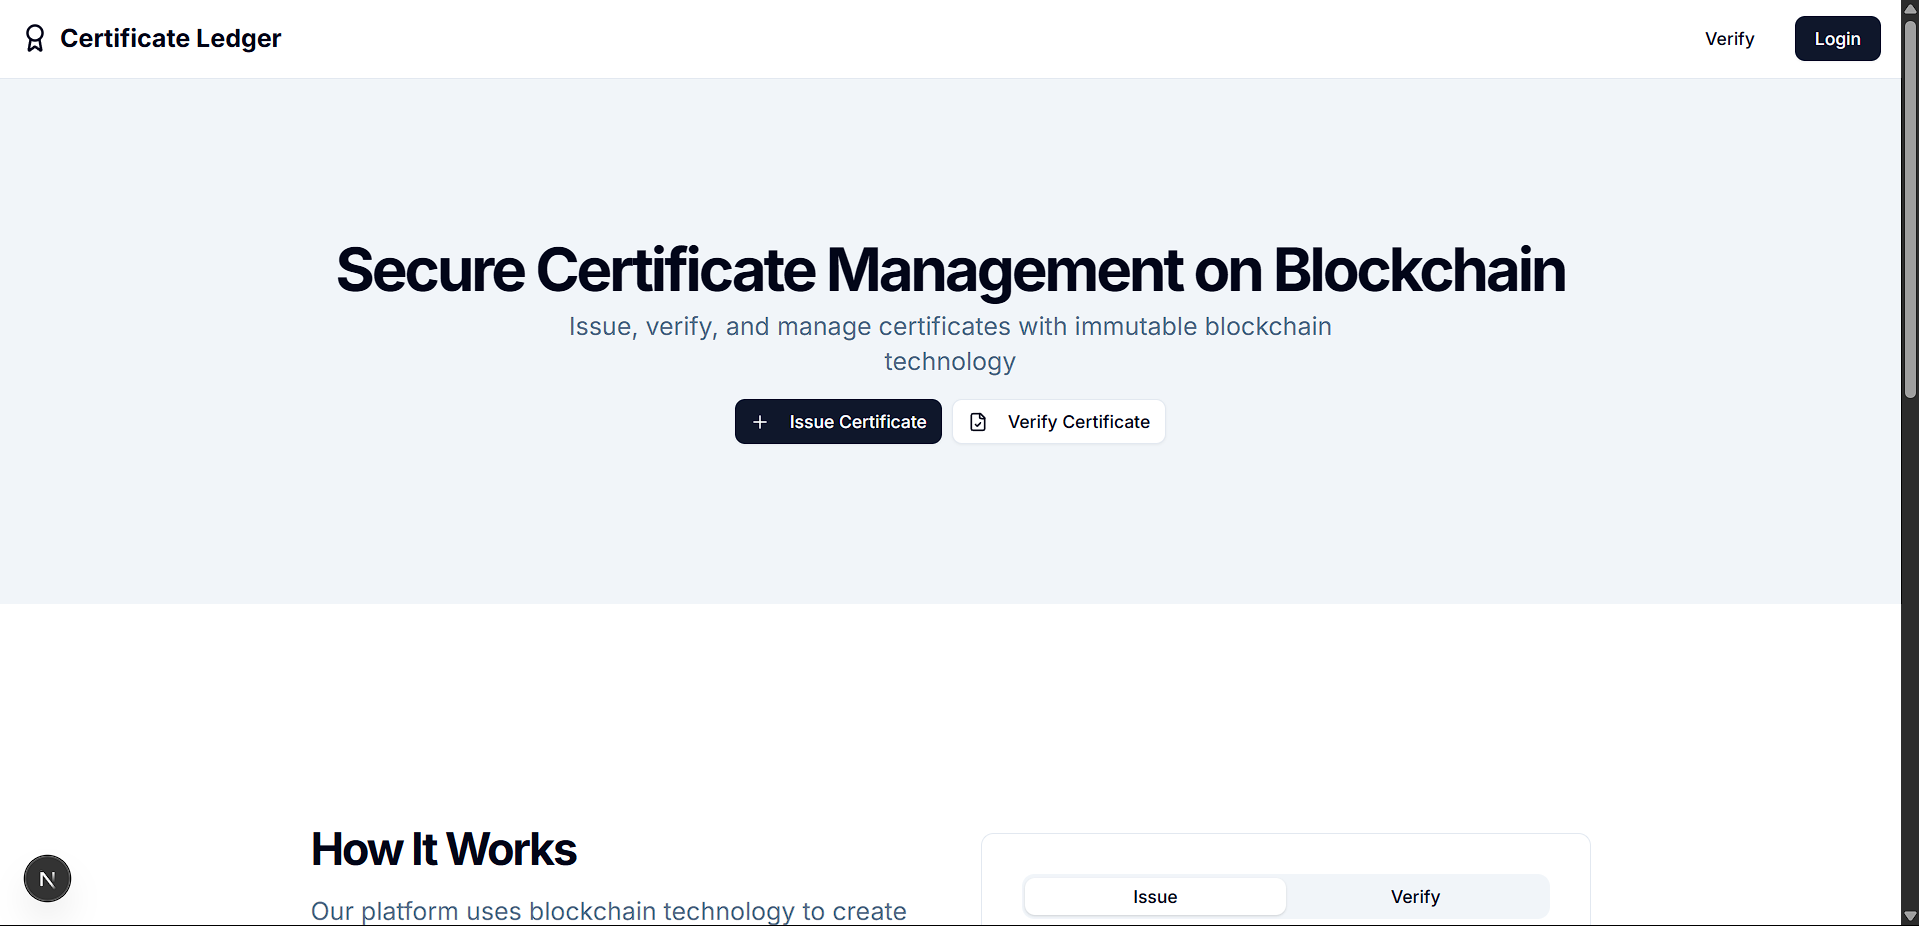 Certificate Ledger
Verify
Login
Secure Certificate Management on Blockchain
Issue, verify, and manage certificates with immutable blockchain
technology
Issue Certificate
Verify Certificate
How It Works
Our platform uses blockchain technology to create
Issue
Verify
N